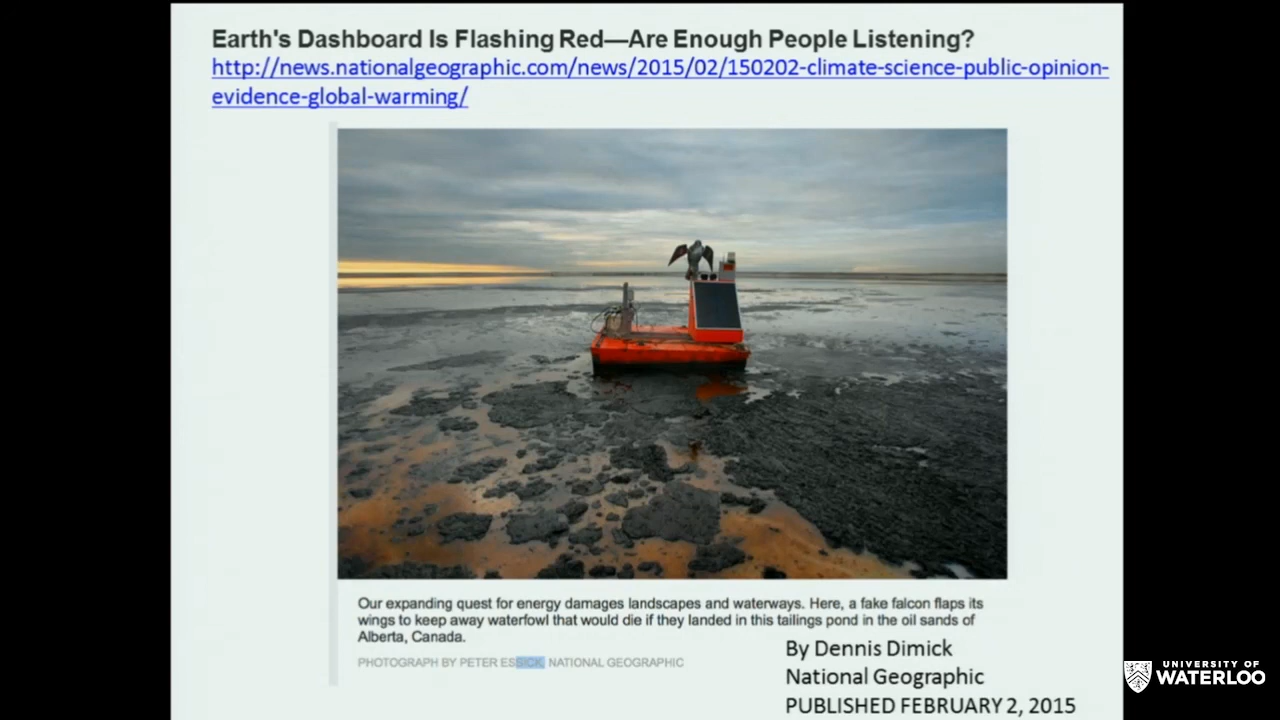 Earth's Dashboard Is Flashing Red—Are Enough People Listening?
http://news.nationalgeographic.com/news/2015/02/150202-climate-science-public-opinion-
evidence-global-warming/
Our expanding quest for energy damages landscapes and waterways. Here, a fake falcon flaps its
wings to keep away waterfowl that would die if they landed in this tailings pond in the oil sands of
Alberta, Canada.
PHOTOGRAPH BY PETER ESSICK, NATIONAL GEOGRAPHIC
By Dennis Dimick
National Geographic
PUBLISHED FEBRUARY 2, 2015
UNIVERSITY OF
WATERLOO